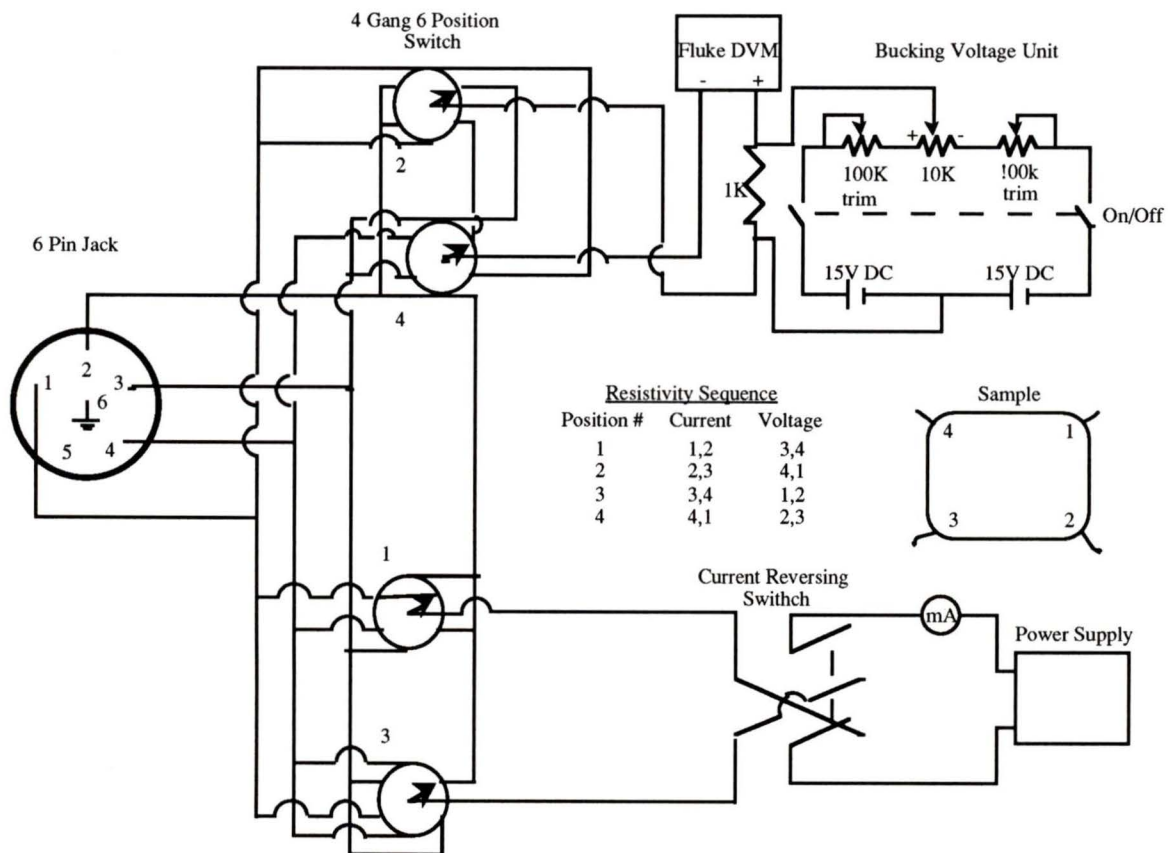 4 Gang 6 Position
Switch
2
4
6 Pin Jack
1
2
3
6
5
4
1
3
Fluke DVM
- +
Bucking Voltage Unit
1K
+ -
100K
trim
10K
!00k
trim
On/Off
15V DC
15V DC
Resistivity Sequence
Position # Current Voltage
1 1,2 3,4
2 2,3 4,1
3 3,4 1,2
4 4,1 2,3
Sample
4 1
3 2
Current Reversing
Swithch
mA
Power Supply